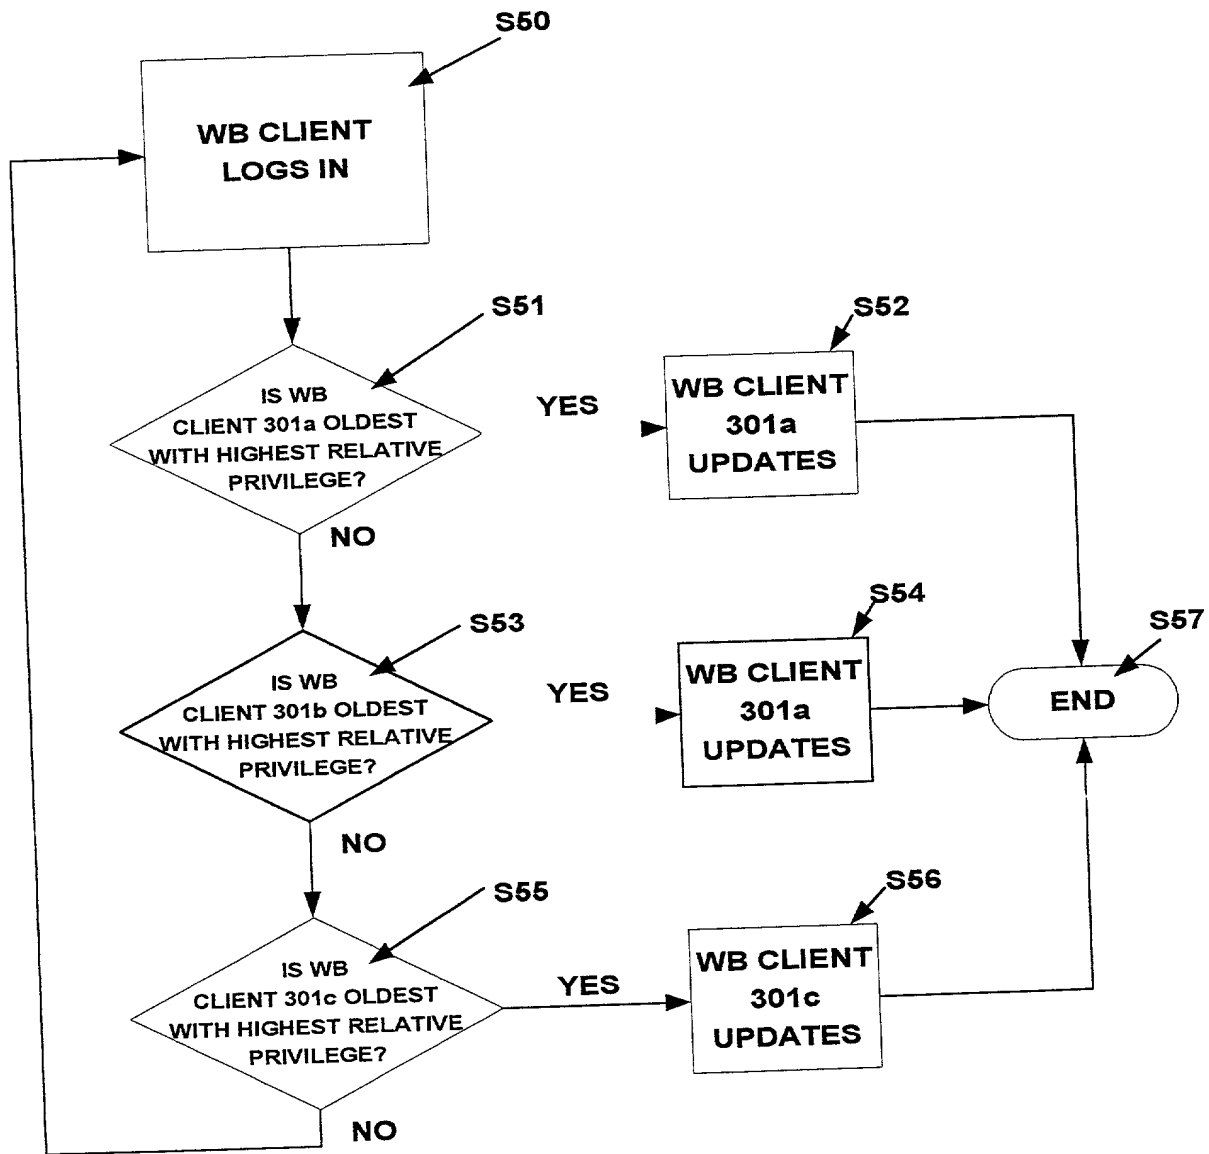 S50
WB CLIENT
LOGS IN
S51
IS WB
CLIENT 301a OLDEST
WITH HIGHEST RELATIVE
PRIVILEGE?
YES
S52
WB CLIENT
301a
UPDATES
NO
S53
IS WB
CLIENT 301b OLDEST
WITH HIGHEST RELATIVE
PRIVILEGE?
YES
S54
WB CLIENT
301a
UPDATES
S57
END
NO
S55
IS WB
CLIENT 301c OLDEST
WITH HIGHEST RELATIVE
PRIVILEGE?
YES
S56
WB CLIENT
301c
UPDATES
NO